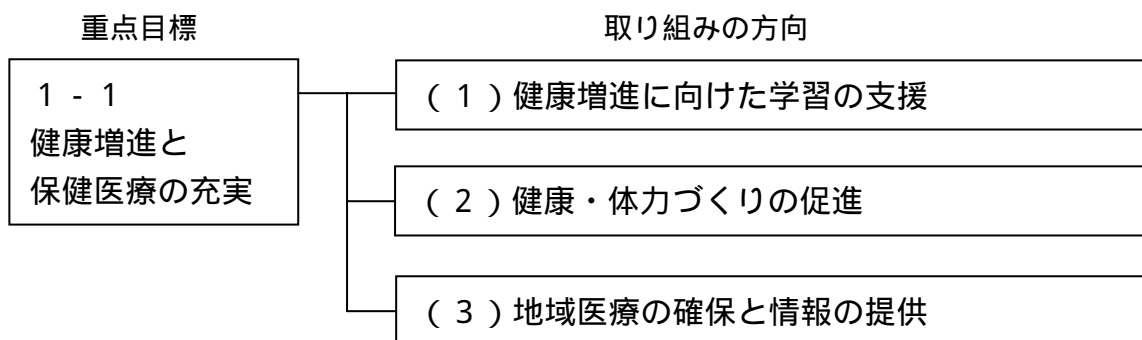 重点目標
取り組みの方向
1 - 1
健康増進と
保健医療の充実
(1)健康増進に向けた学習の支援
(2)健康・体力づくりの促進
(3)地域医療の確保と情報の提供